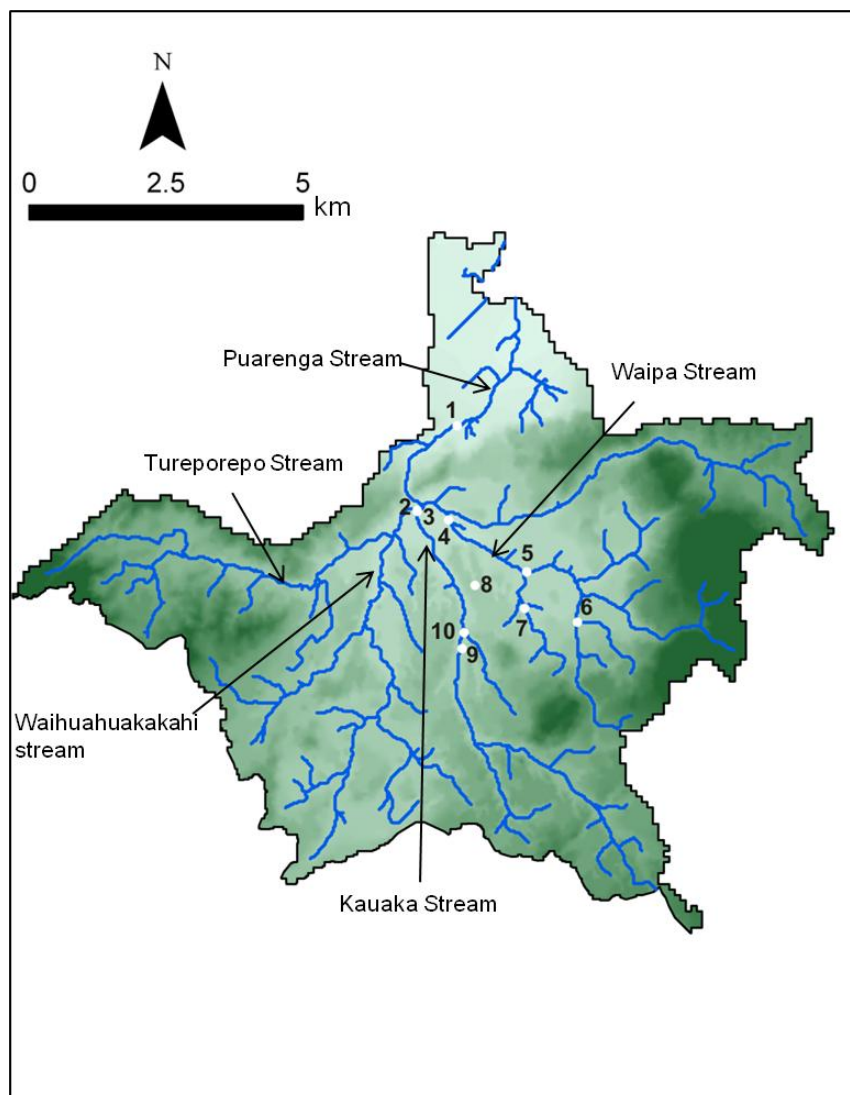 N
0 2.5 5
km
Puarenga Stream
Waipa Stream
1
Tureporepo Stream
2 3
4
5
8
6
7
10
9
Waihuahuakakahi
stream
Kauaka Stream